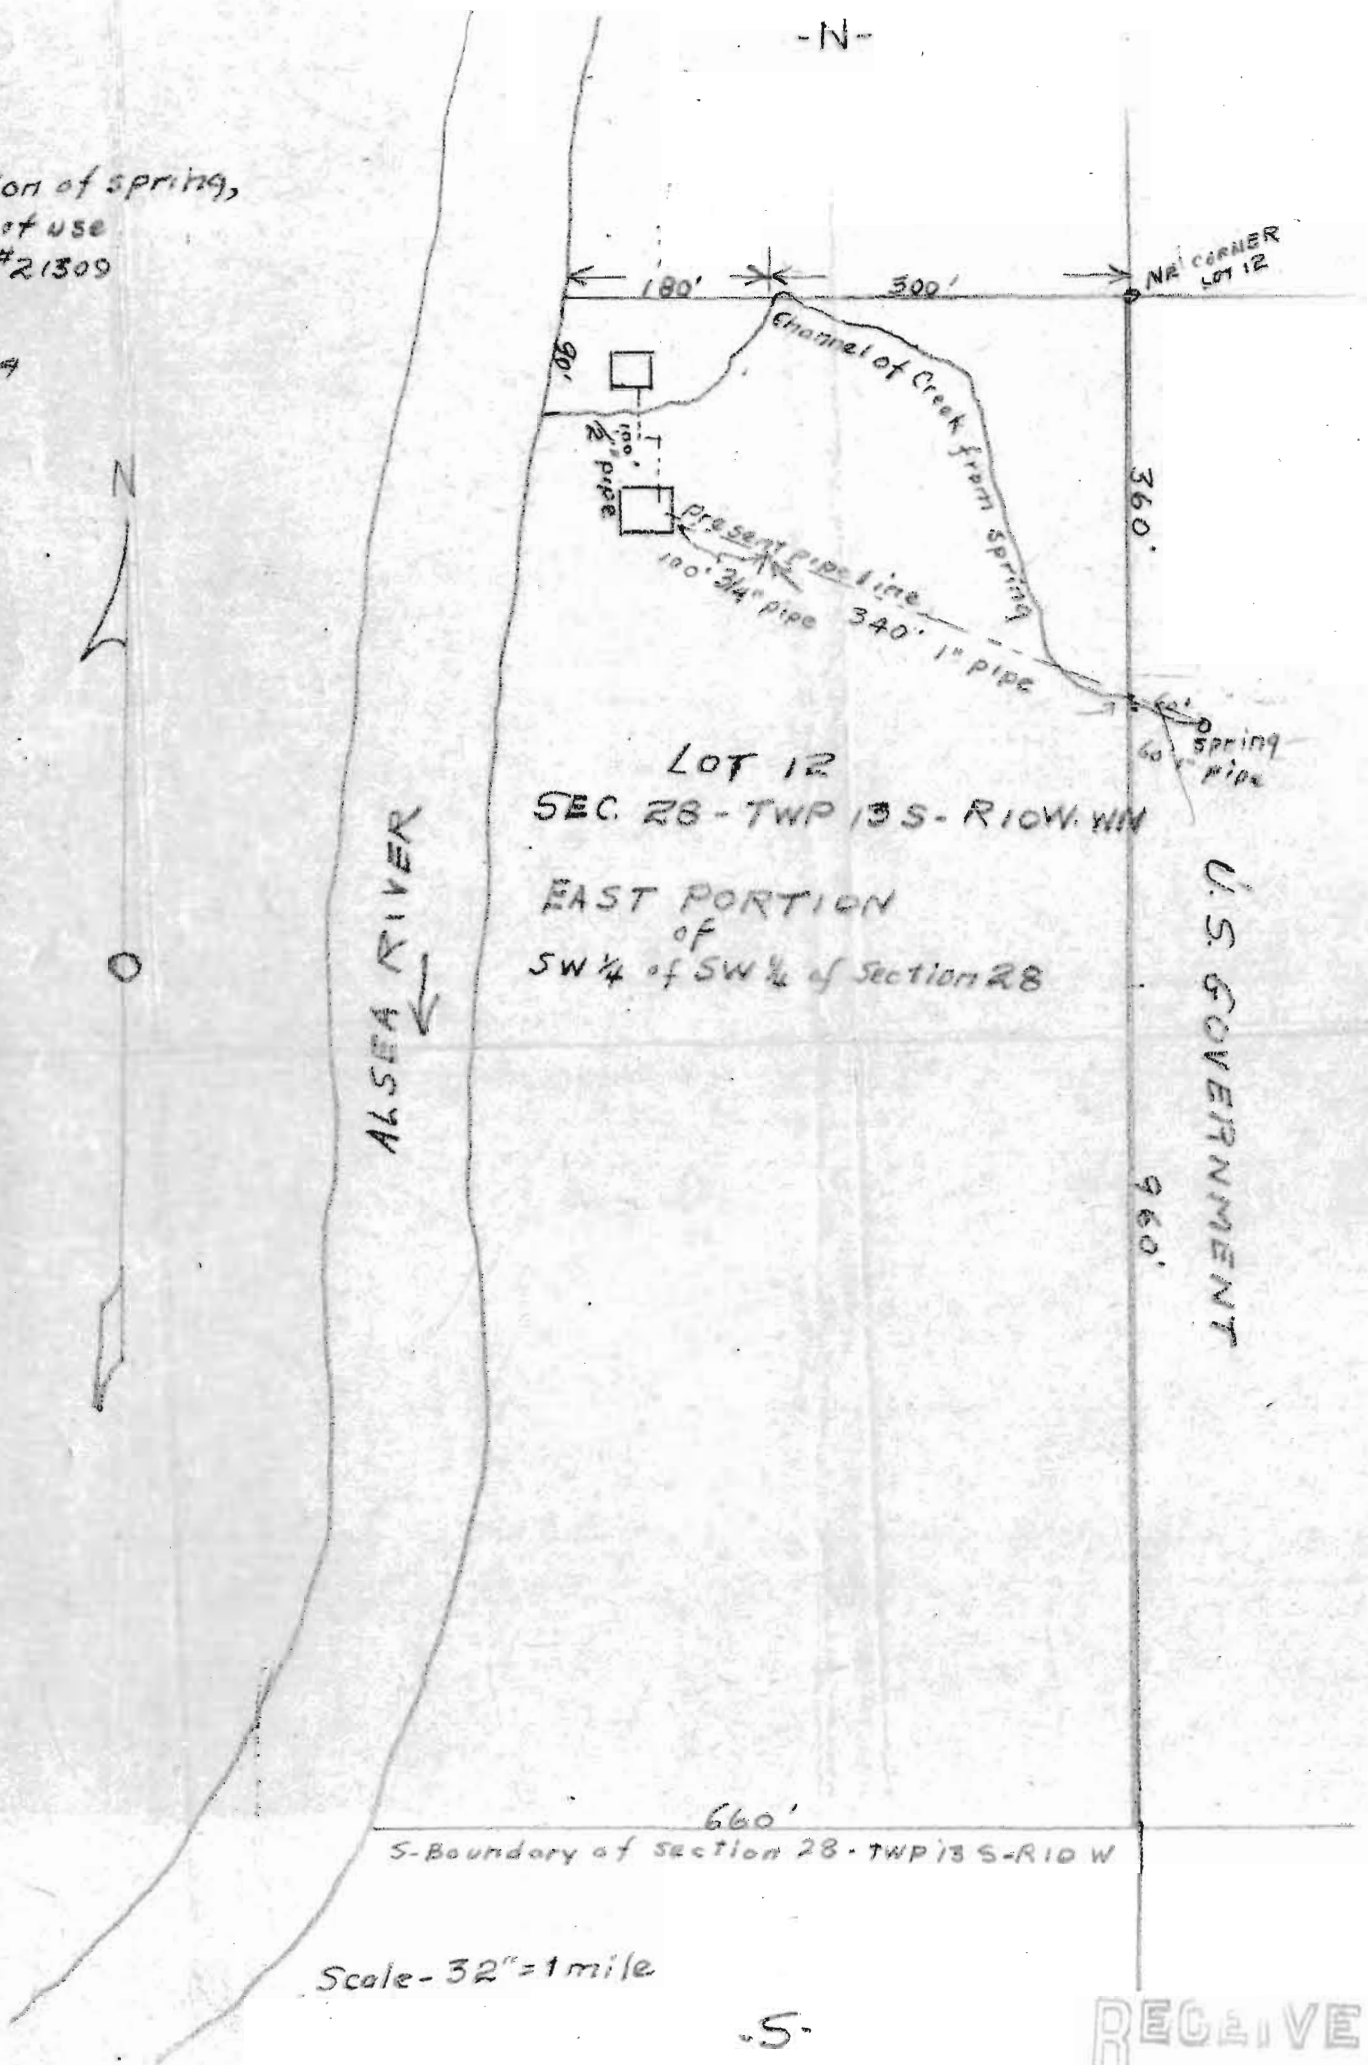 -N-
on of spring,
of use
#21309
NE CORNER
LOT 12
180'
300'
90'
Channel of Creek from spring
100'
1/2" pipe
present pipe line
100' 3/4" pipe
340' 1" pipe
360'
N
60'
spring
60' 1" pipe
LOT 12
SEC. 28 - TWP 13 S - R10W. WM
EAST PORTION
of
SW 1/4 of SW 1/4 of Section 28
ALSEA RIVER
U.S. GOVERNMENT
960'
660'
S-Boundary of Section 28 - TWP 13 S-R10 W
Scale - 32" = 1 mile
-S-
RECEIVE